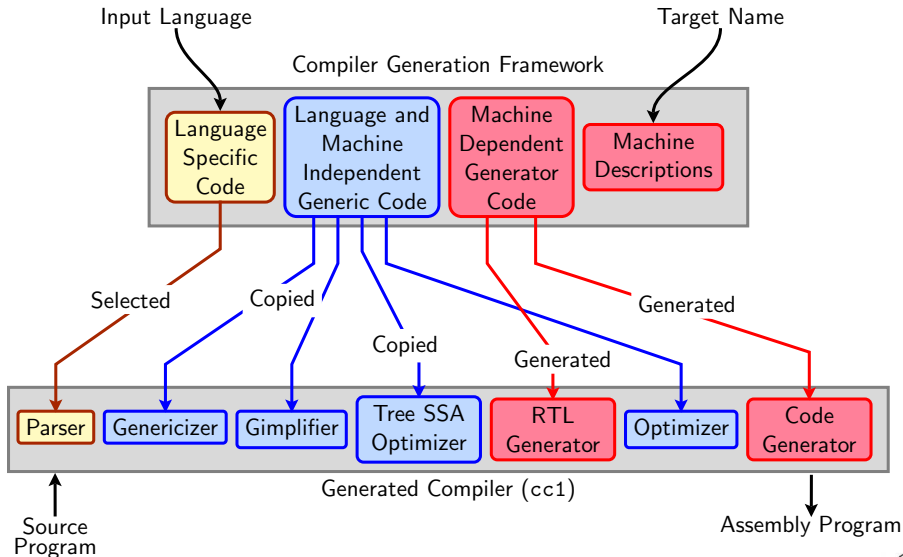 Input Language
Target Name
Compiler Generation Framework
Language
Specific
Code
Language and
Machine
Independent
Generic Code
Machine
Dependent
Generator
Code
Machine
Descriptions
Selected
Copied
Copied
Generated
Generated
Parser
Genericizer
Gimplifier
Tree SSA
Optimizer
RTL
Generator
Optimizer
Code
Generator
Generated Compiler (cc1)
Source
Program
Assembly Program